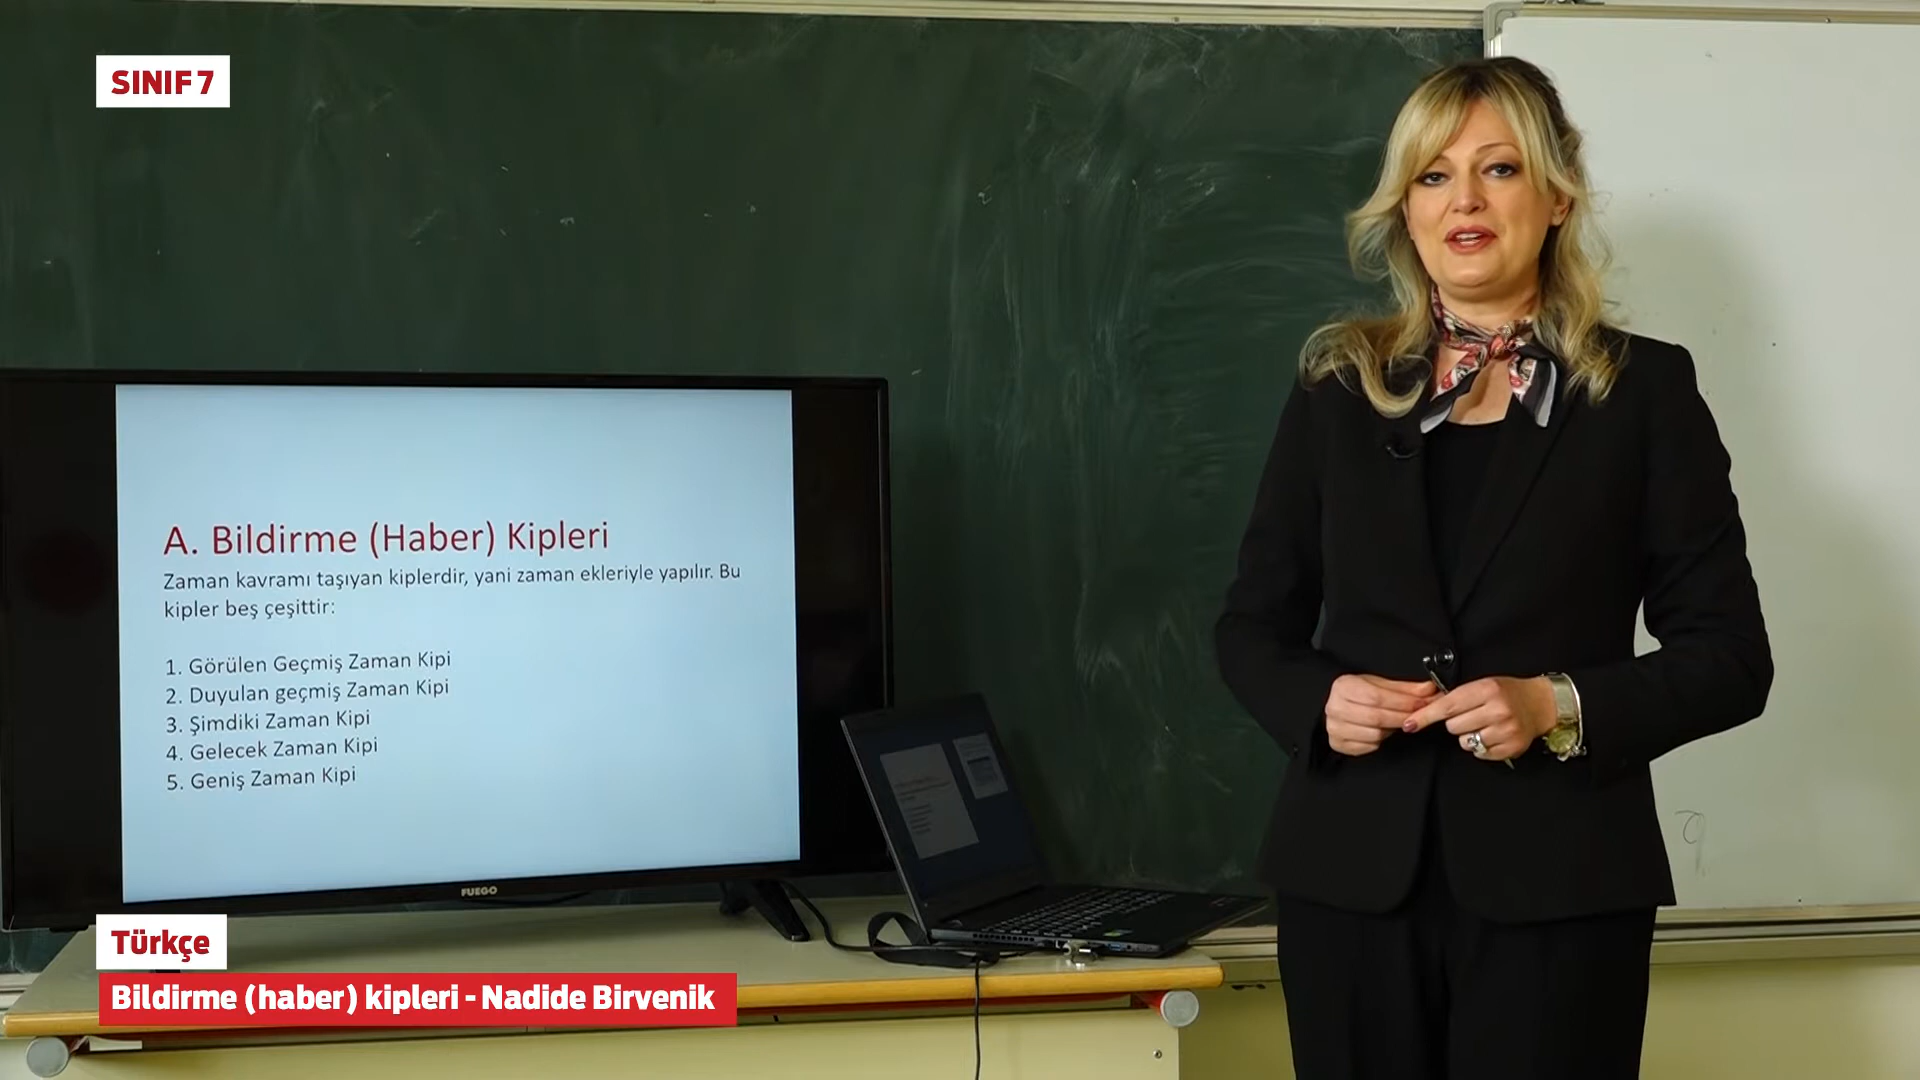 SINIF 7
A. Bildirme (Haber) Kipleri
Zaman kavramı taşıyan kiplerdir, yani zaman ekleriyle yapılır. Bu
kipler beş çeşittir:
1. Görülen Geçmiş Zaman Kipi
2. Duyulan geçmiş Zaman Kipi
3. Şimdiki Zaman Kipi
4. Gelecek Zaman Kipi
5. Geniş Zaman Kipi
FUEGO
Türkçe
Bildirme (haber) kipleri - Nadide Birvenik